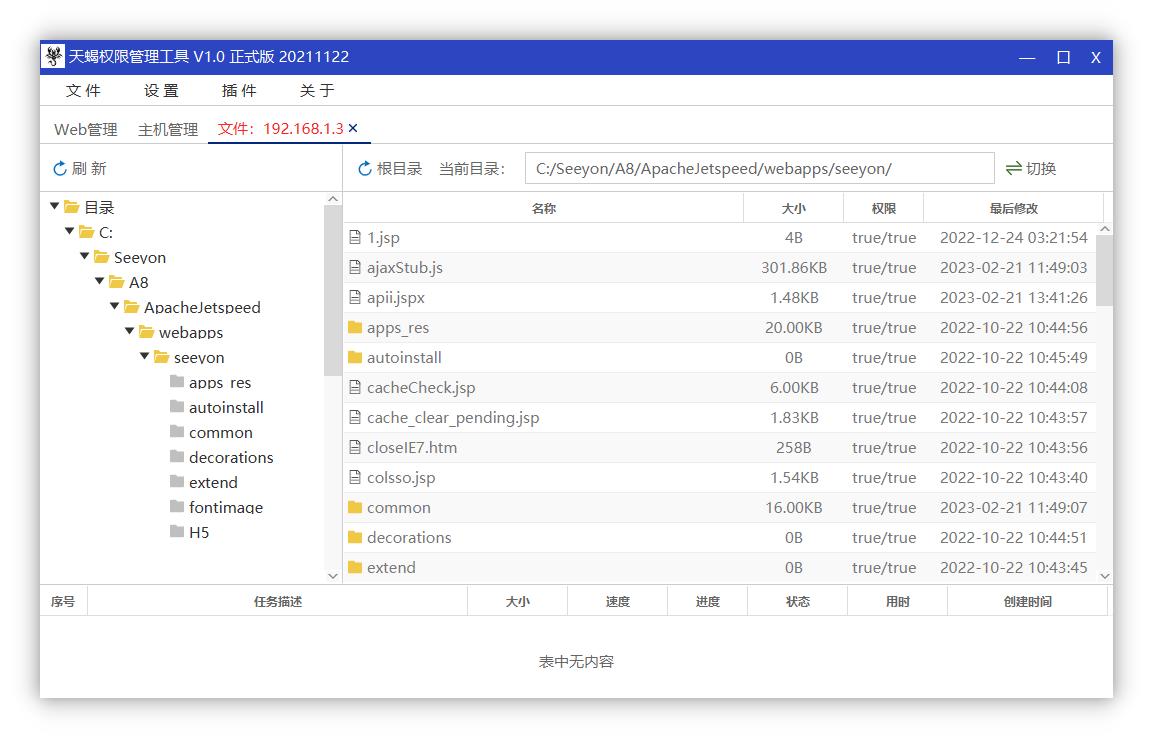 天蝎权限管理工具 V1.0 正式版 20211122
— 口 X
文件 设置 插件 关于
Web管理 主机管理 文件：192.168.1.3 ×
刷新 根目录 当前目录： C:/Seeyon/A8/ApacheJetspeed/webapps/seeyon/ 切换
目录
C:
Seeyon
A8
ApacheJetspeed
webapps
seeyon
apps_res
autoinstall
common
decorations
extend
fontimage
H5
名称 大小 权限 最后修改
1.jsp 4B true/true 2022-12-24 03:21:54
ajaxStub.js 301.86KB true/true 2023-02-21 11:49:03
apii.jspx 1.48KB true/true 2023-02-21 13:41:26
apps_res 20.00KB true/true 2022-10-22 10:44:56
autoinstall 0B true/true 2022-10-22 10:45:49
cacheCheck.jsp 6.00KB true/true 2022-10-22 10:44:08
cache_clear_pending.jsp 1.83KB true/true 2022-10-22 10:43:57
closeIE7.htm 258B true/true 2022-10-22 10:43:56
colsso.jsp 1.54KB true/true 2022-10-22 10:43:40
common 16.00KB true/true 2023-02-21 11:49:07
decorations 0B true/true 2022-10-22 10:44:51
extend 0B true/true 2022-10-22 10:43:45
序号 任务描述 大小 速度 进度 状态 用时 创建时间
表中无内容